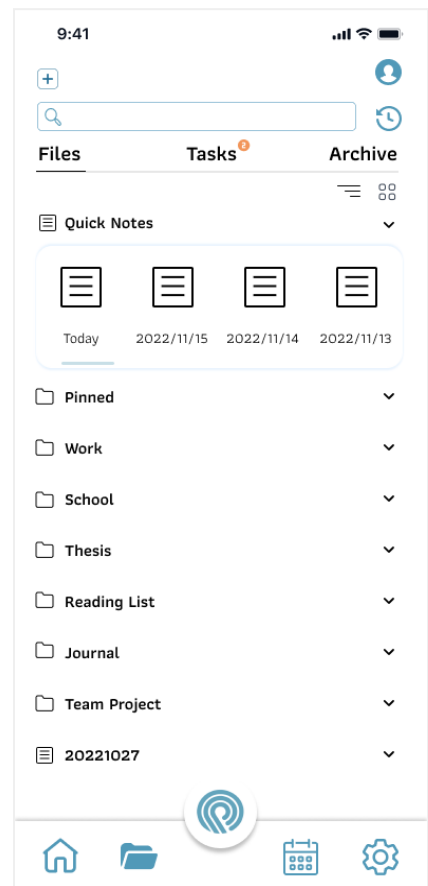 9:41
Files Tasks 2 Archive
Quick Notes
Today 2022/11/15 2022/11/14 2022/11/13
Pinned
Work
School
Thesis
Reading List
Journal
Team Project
20221027